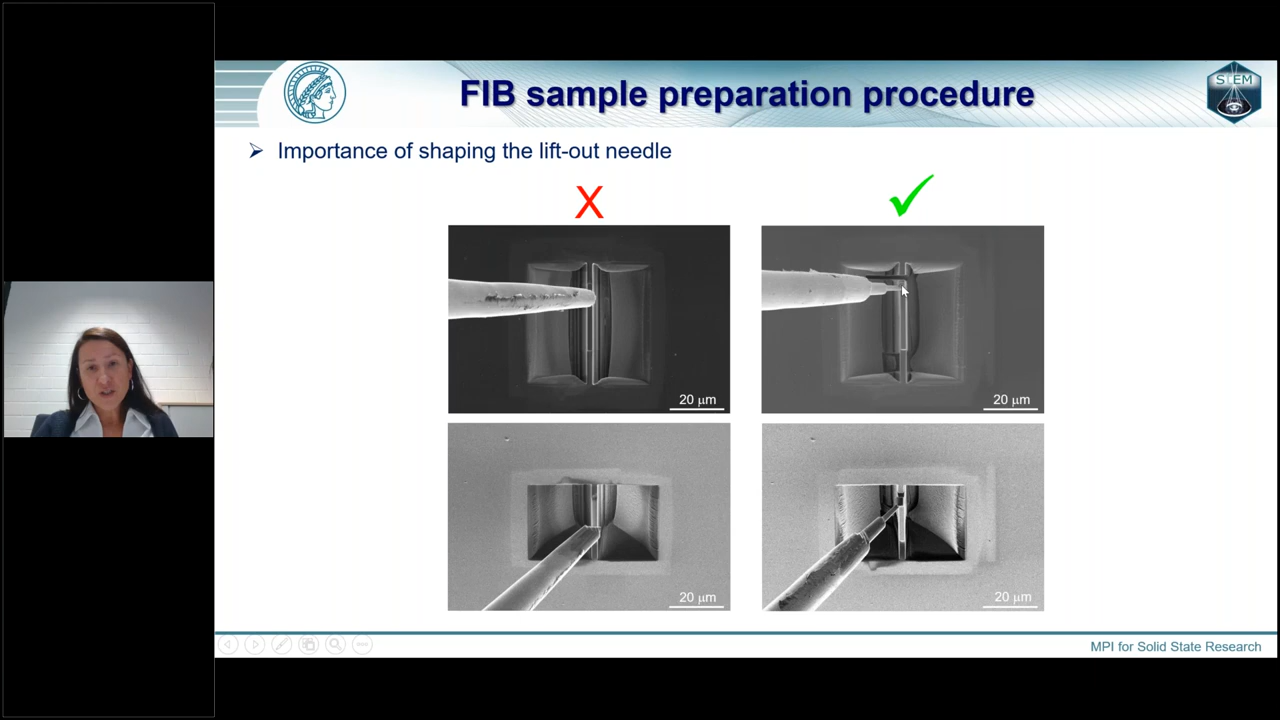 FIB sample preparation procedure
STEM
Importance of shaping the lift-out needle
X
20 μm
20 μm
20 μm
20 μm
MPI for Solid State Research